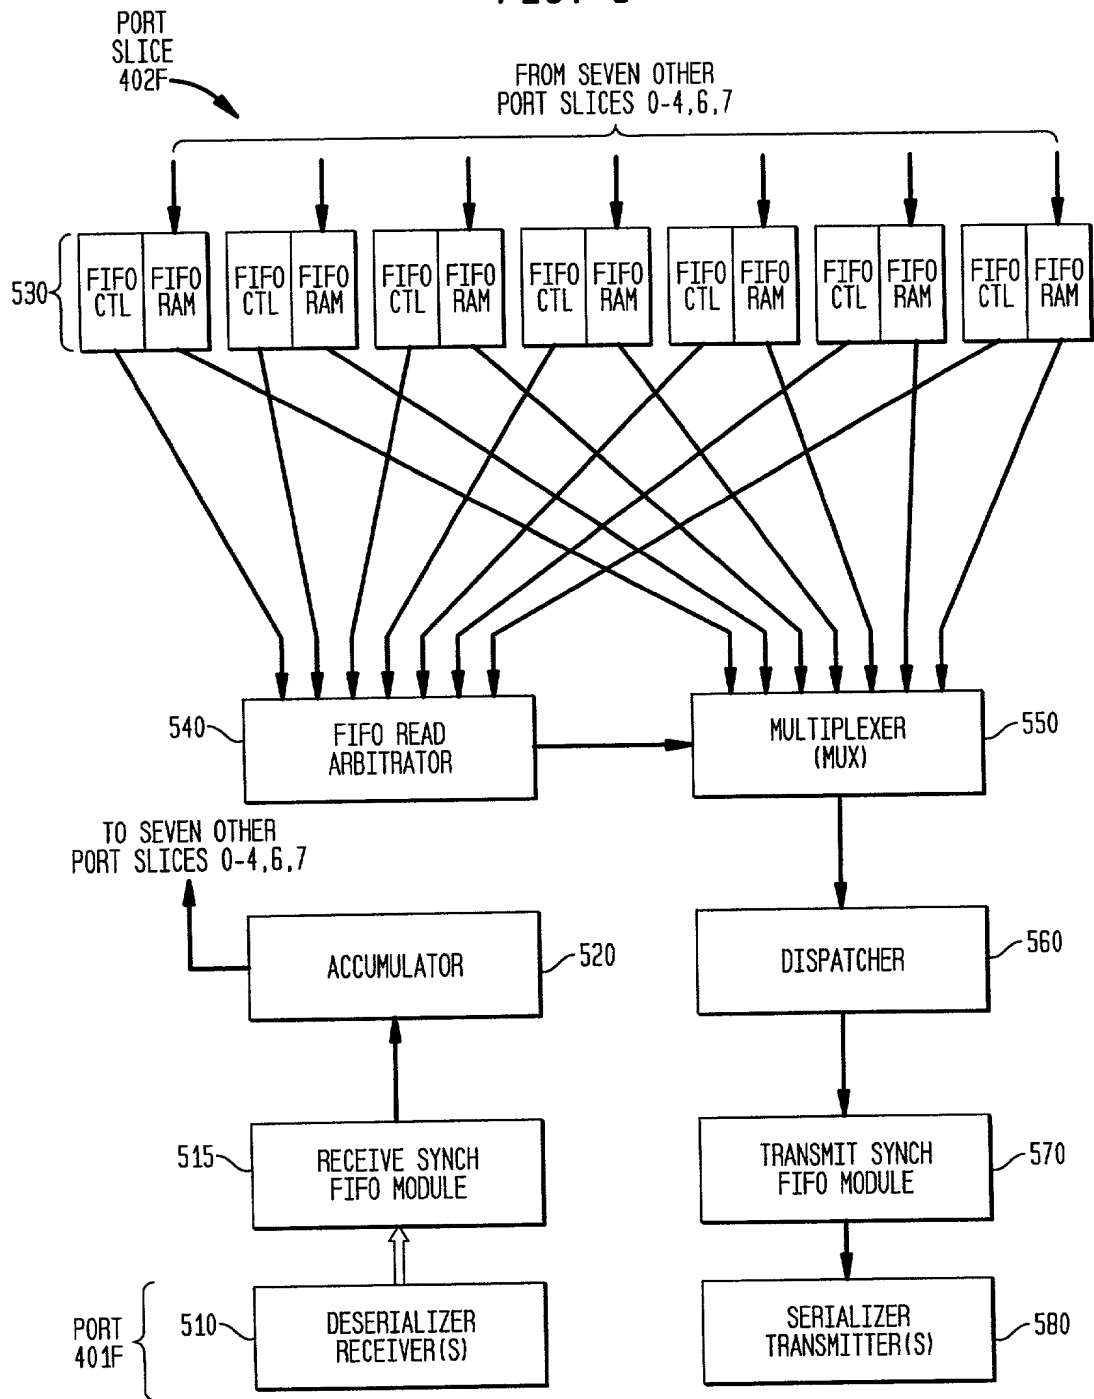 PORT
SLICE
402F
FROM SEVEN OTHER
PORT SLICES 0-4,6,7
530
FIFO CTL FIFO RAM FIFO CTL FIFO RAM FIFO CTL FIFO RAM FIFO CTL FIFO RAM FIFO CTL FIFO RAM FIFO CTL FIFO RAM FIFO CTL FIFO RAM
540
FIFO READ
ARBITRATOR
MULTIPLEXER
(MUX)
550
TO SEVEN OTHER
PORT SLICES 0-4,6,7
ACCUMULATOR
520
DISPATCHER
560
515
RECEIVE SYNCH
FIFO MODULE
TRANSMIT SYNCH
FIFO MODULE
570
PORT
401F
510
DESERIALIZER
RECEIVER(S)
SERIALIZER
TRANSMITTER(S)
580